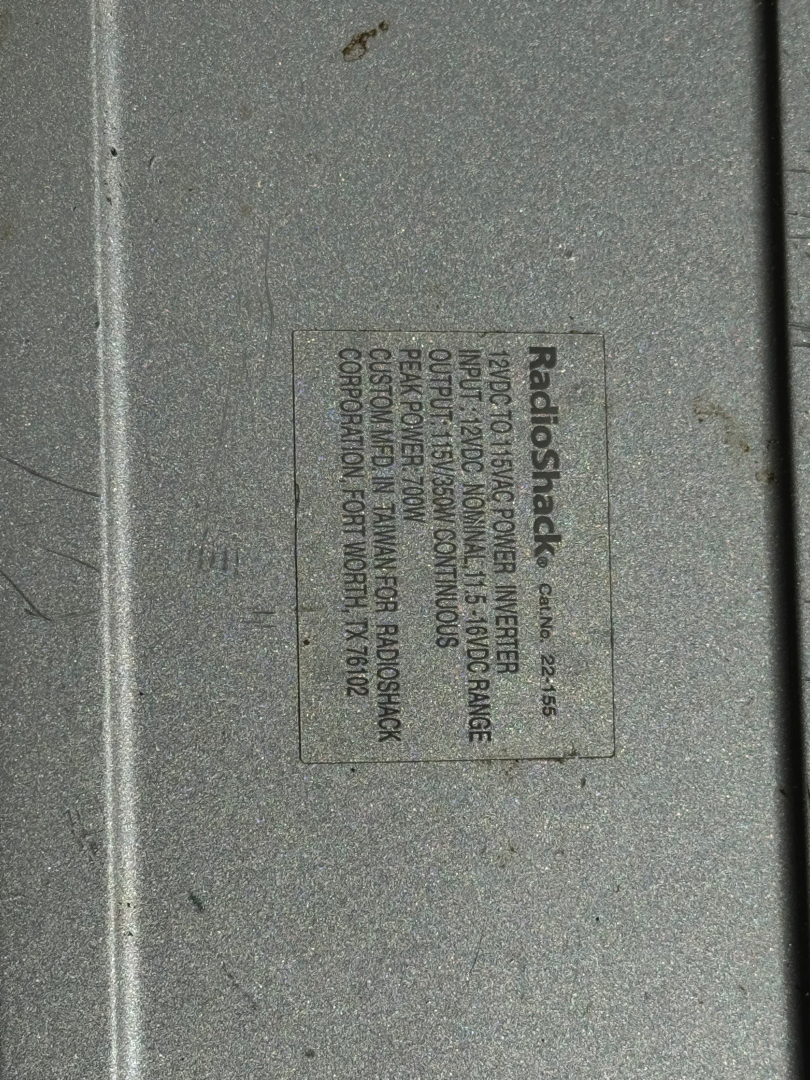 RadioShack® Cat.No. 22-155
12VDC TO 115VAC POWER INVERTER
INPUT : 12VDC NOMINAL 11.5 -16VDC RANGE
OUTPUT: 115V/350W CONTINUOUS
PEAK POWER: 700W
CUSTOM MFD. IN TAIWAN FOR RADIOSHACK
CORPORATION, FORT WORTH, TX 76102